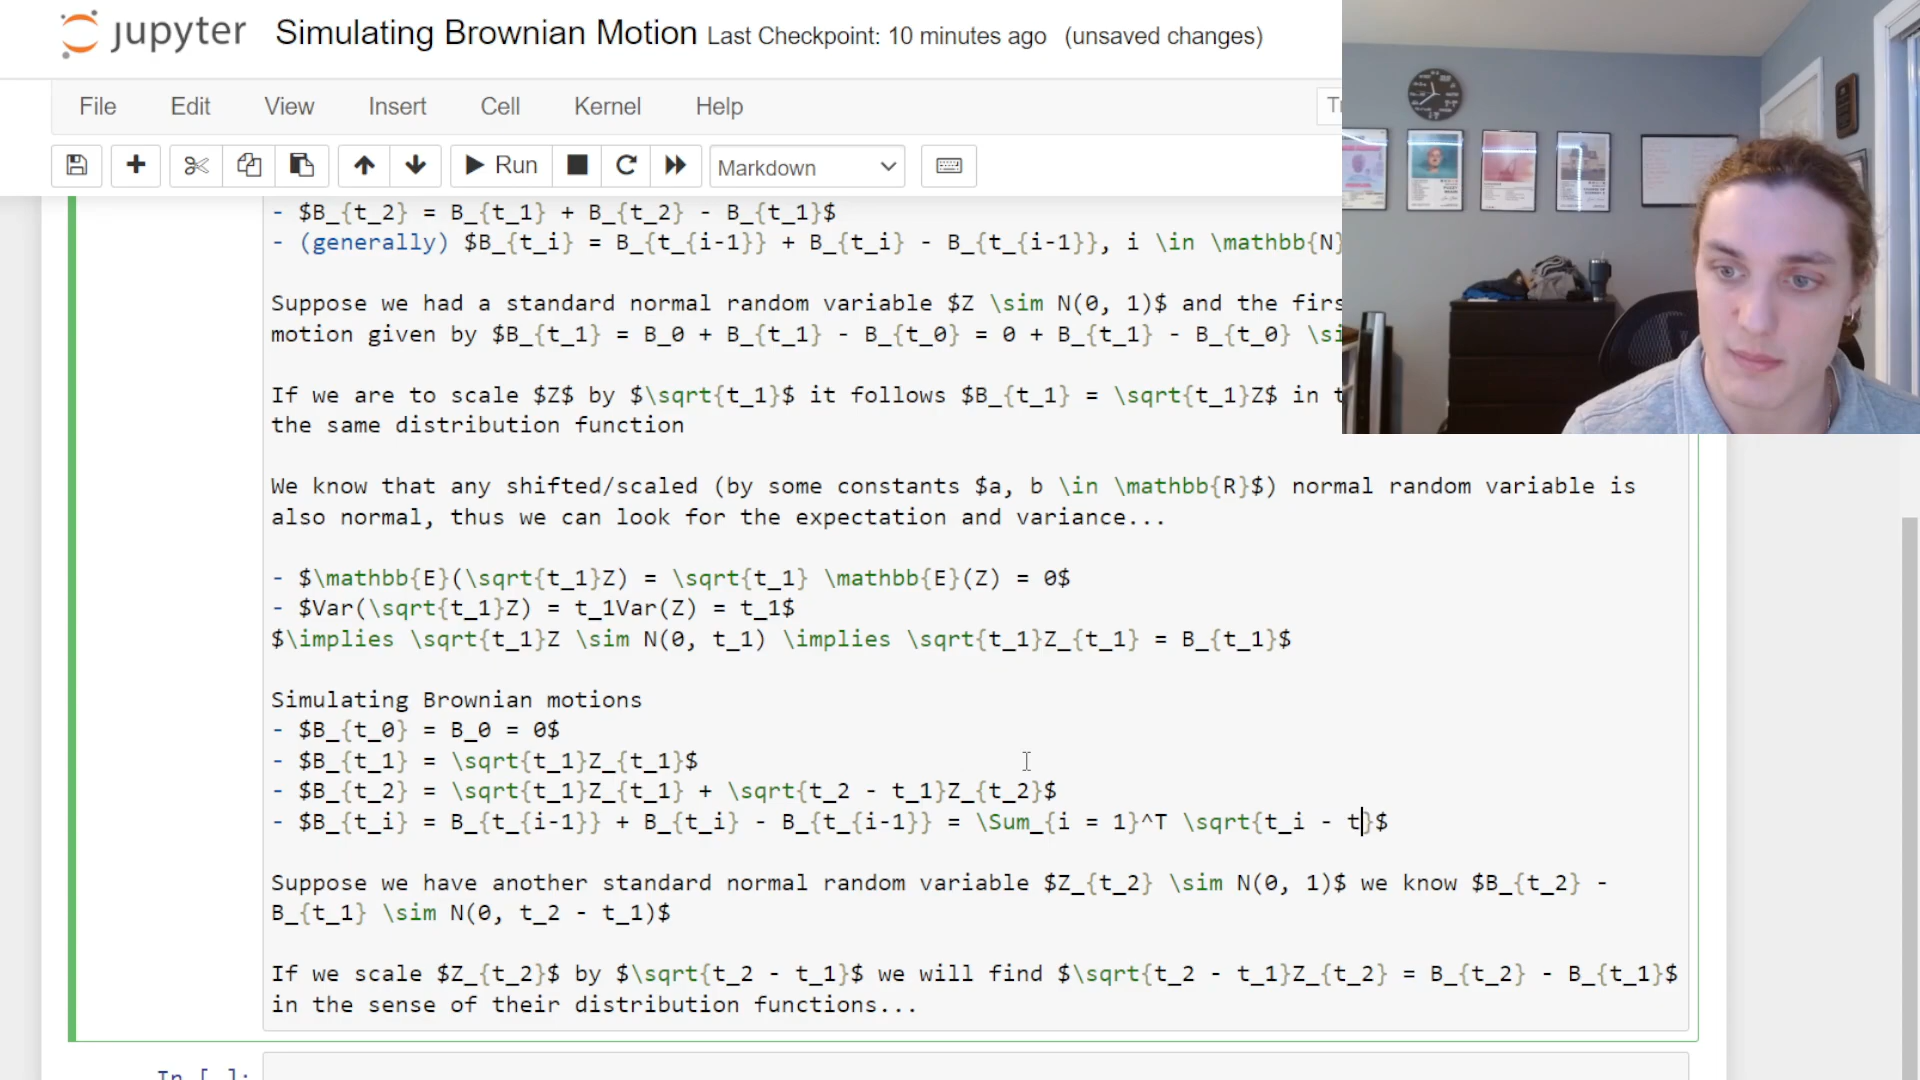 jupyter Simulating Brownian Motion Last Checkpoint: 10 minutes ago (unsaved changes)
File Edit View Insert Cell Kernel Help
Run Markdown
- $B_{t_2} = B_{t_1} + B_{t_2} - B_{t_1}$
- (generally) $B_{t_i} = B_{t_{i-1}} + B_{t_i} - B_{t_{i-1}}, i \in \mathbb{N}
Suppose we had a standard normal random variable $Z \sim N(0, 1)$ and the
motion given by $B_{t_1} = B_0 + B_{t_1} - B_{t_0} = 0 + B_{t_1} - B_{t_0}
If we are to scale $Z$ by $\sqrt{t_1}$ it follows $B_{t_1} = \sqrt{t_1}Z$ in
the same distribution function
We know that any shifted/scaled (by some constants $a, b \in \mathbb{R}$) normal random variable is
also normal, thus we can look for the expectation and variance...
- $\mathbb{E}(\sqrt{t_1}Z) = \sqrt{t_1} \mathbb{E}(Z) = 0$
- $Var(\sqrt{t_1}Z) = t_1Var(Z) = t_1$
$\implies \sqrt{t_1}Z \sim N(0, t_1) \implies \sqrt{t_1}Z_{t_1} = B_{t_1}$
Simulating Brownian motions
- $B_{t_0} = B_0 = 0$
- $B_{t_1} = \sqrt{t_1}Z_{t_1}$
- $B_{t_2} = \sqrt{t_1}Z_{t_1} + \sqrt{t_2 - t_1}Z_{t_2}$
- $B_{t_i} = B_{t_{i-1}} + B_{t_i} - B_{t_{i-1}} = \Sum_{i = 1}^T \sqrt{t_i - t}$
Suppose we have another standard normal random variable $Z_{t_2} \sim N(0, 1)$ we know $B_{t_2} -
B_{t_1} \sim N(0, t_2 - t_1)$
If we scale $Z_{t_2}$ by $\sqrt{t_2 - t_1}$ we will find $\sqrt{t_2 - t_1}Z_{t_2} = B_{t_2} - B_{t_1}$
in the sense of their distribution functions...
In [ ]: